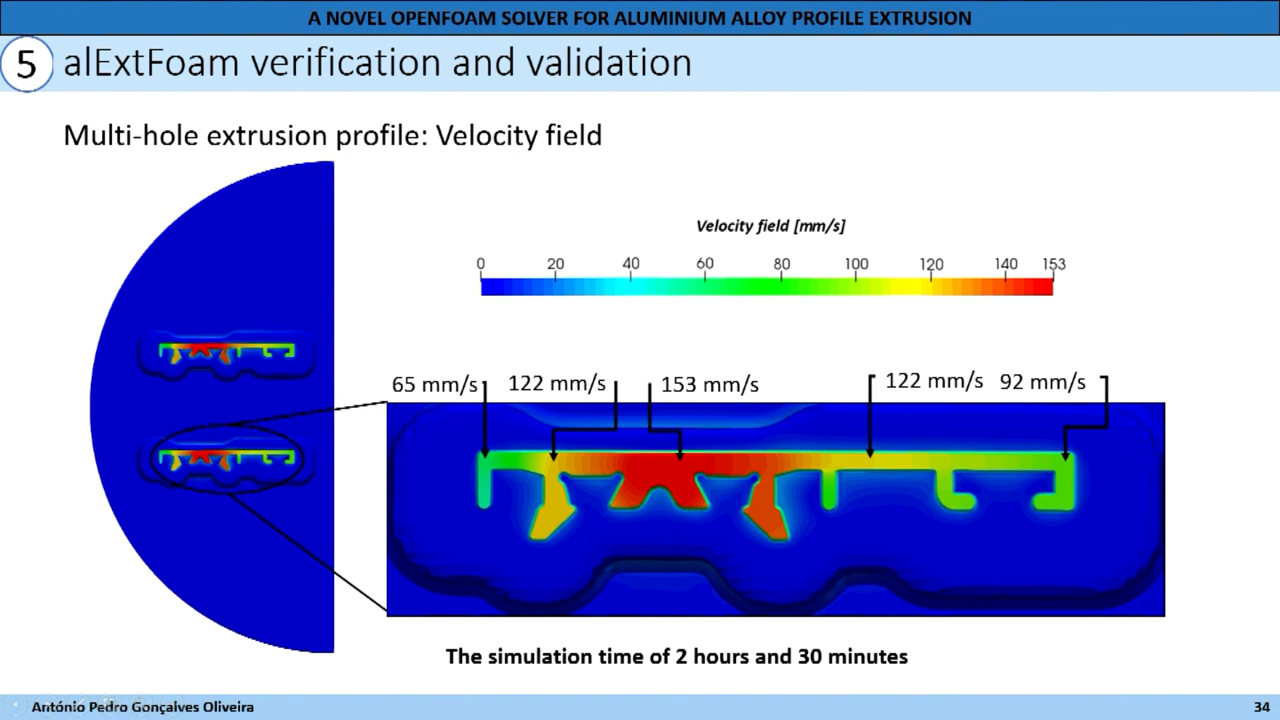 A NOVEL OPENFOAM SOLVER FOR ALUMINIUM ALLOY PROFILE EXTRUSION
5 alExtFoam verification and validation
Multi-hole extrusion profile: Velocity field
Velocity field [mm/s]
0 20 40 60 80 100 120 140 153
65 mm/s 122 mm/s 153 mm/s 122 mm/s 92 mm/s
The simulation time of 2 hours and 30 minutes
António Pedro Gonçalves Oliveira 34